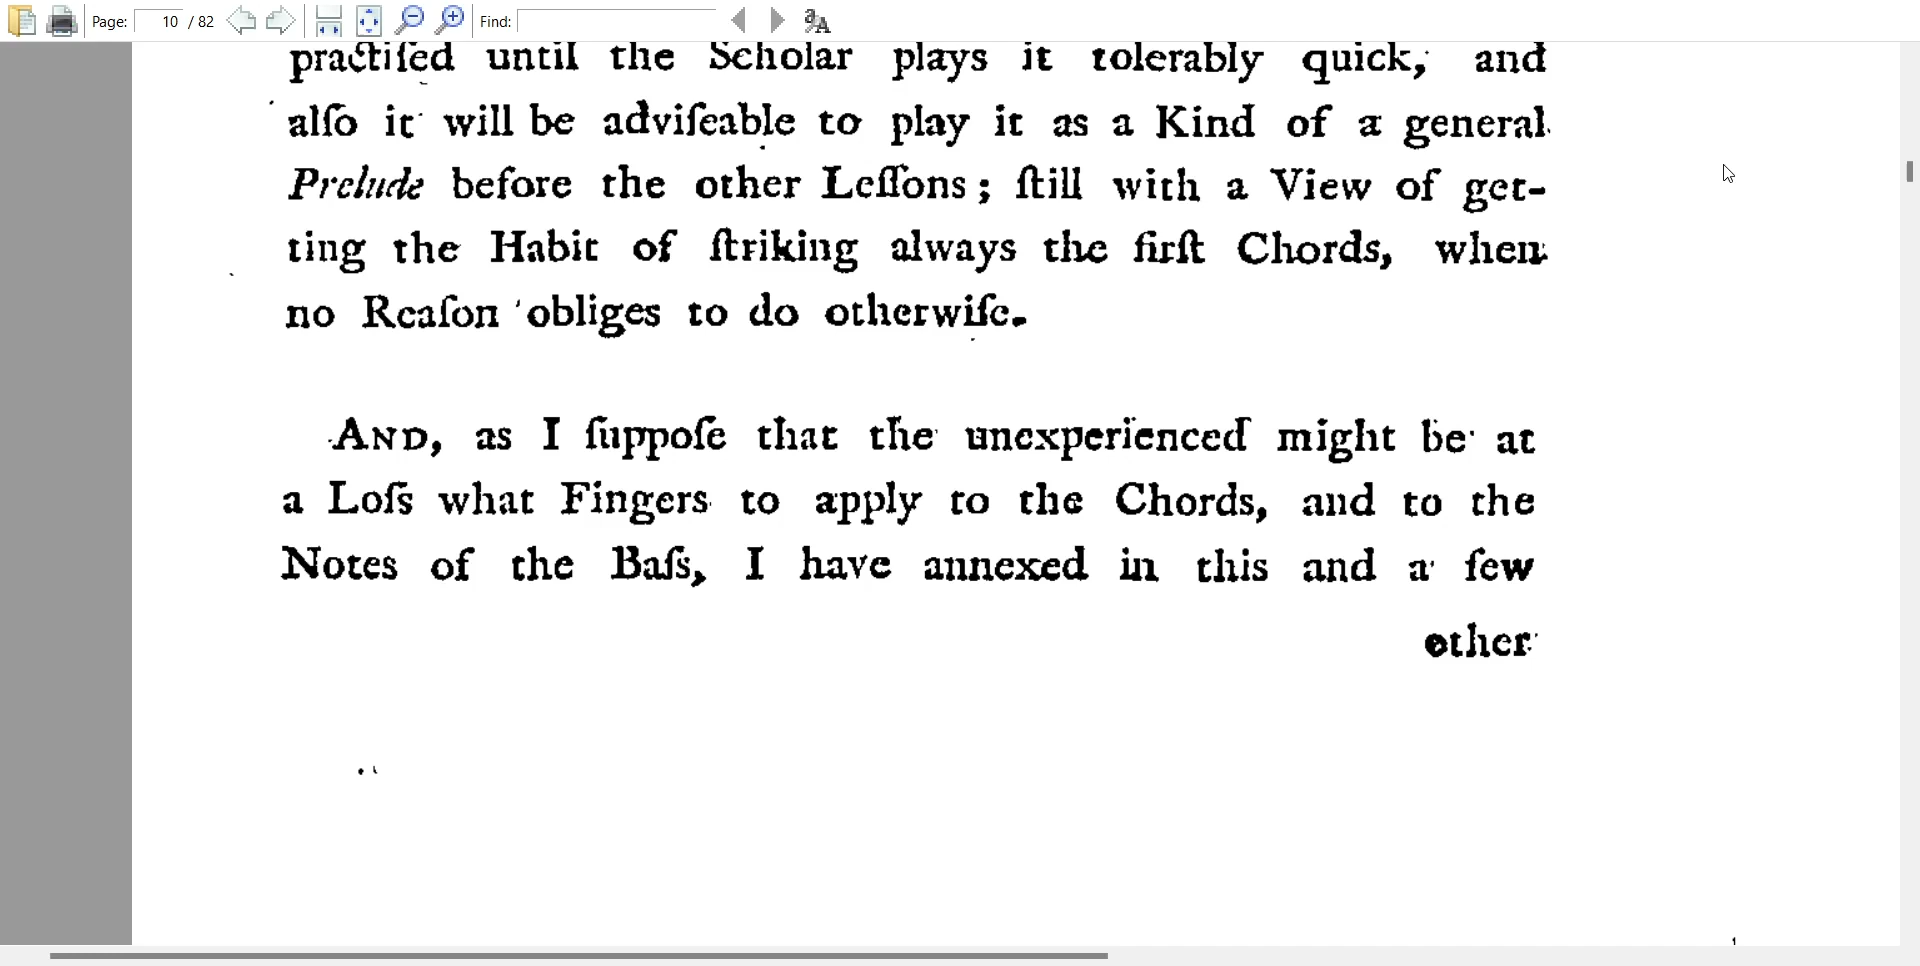 Page: 10 / 82 Find:
practiſed until the Scholar plays it tolerably quick, and
alſo it will be adviſeable to play it as a Kind of a general
Prelude before the other Leſſons; ſtill with a View of get-
ting the Habit of ſtriking always the firſt Chords, when
no Reaſon obliges to do otherwiſe.
AND, as I ſuppoſe that the unexperienced might be at
a Loſs what Fingers to apply to the Chords, and to the
Notes of the Baſs, I have annexed in this and a few
other